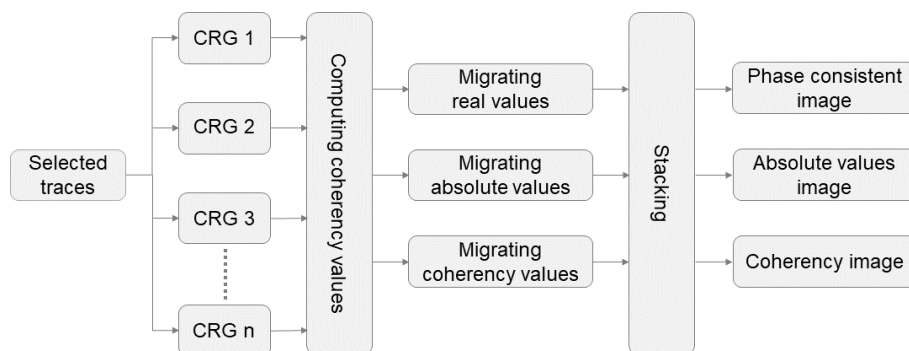 Selected
traces
CRG 1
CRG 2
CRG 3
CRG n
Computing coherency
values
Migrating
real values
Migrating
absolute values
Migrating
coherency values
Stacking
Phase consistent
image
Absolute values
image
Coherency image